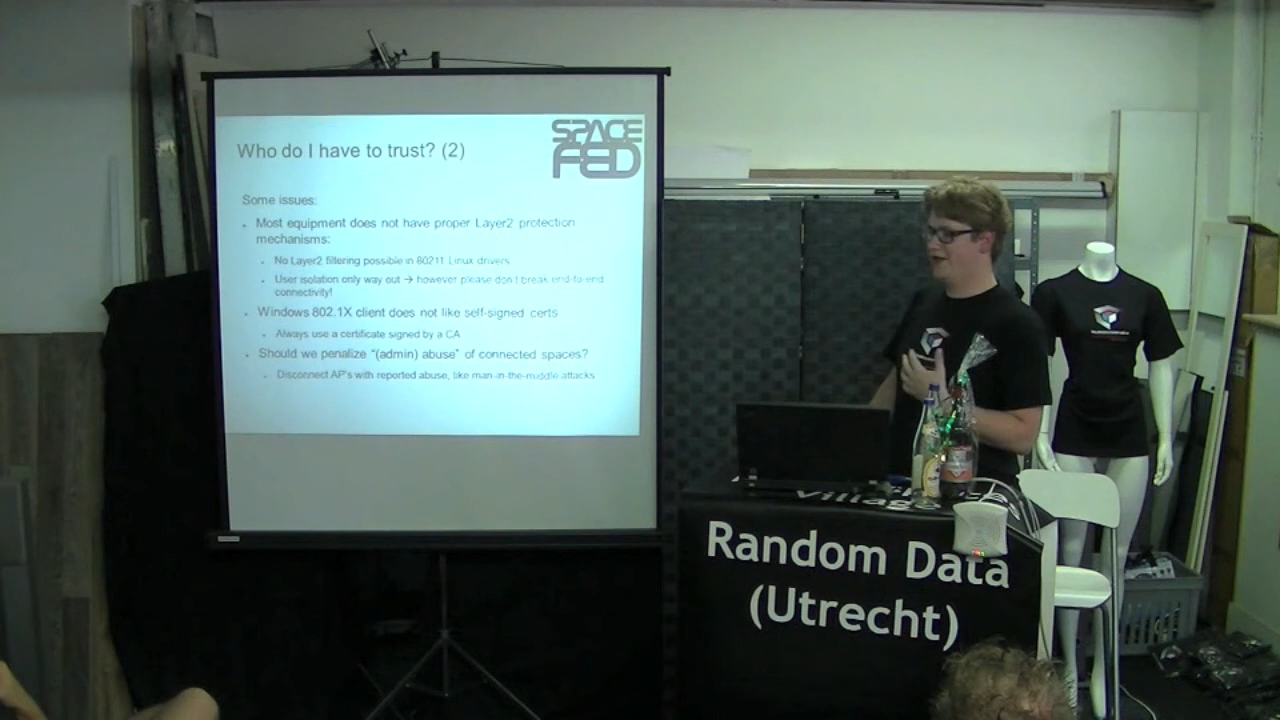 SPACE
FED
Who do I have to trust? (2)
Some issues:
Most equipment does not have proper Layer2 protection
mechanisms:
No Layer2 filtering possible in 80211 Linux drivers
User isolation only way out → however please don't break end-to-end
connectivity!
Windows 802.1X client does not like self-signed certs
Always use a certificate signed by a CA
Should we penalize "(admin) abuse" of connected spaces?
Disconnect AP's with reported abuse, like man-in-the-middle attacks
Village
Random Data
(Utrecht)